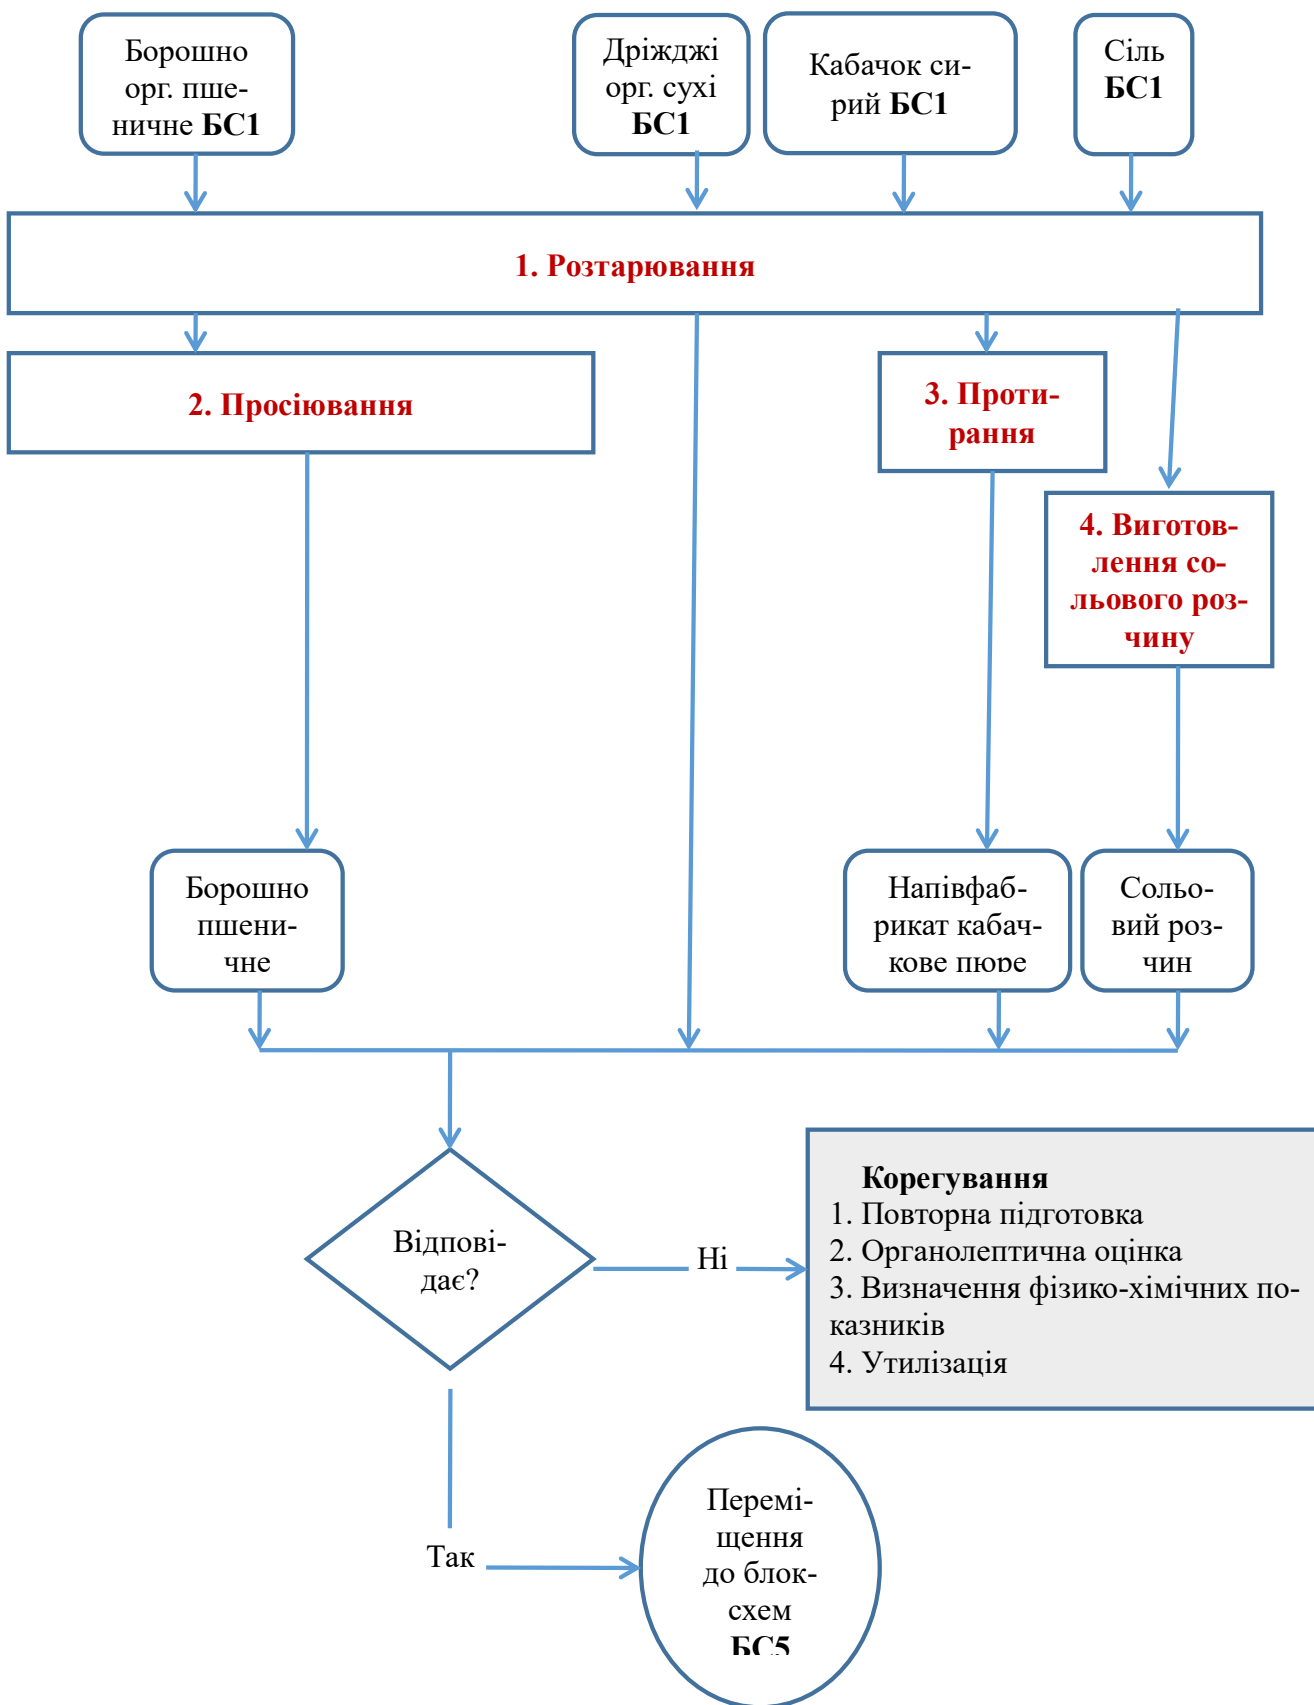 Борошно
орг. пше-
ничне БС1
Дріжджі
орг. сухі
БС1
Кабачок си-
рий БС1
Сіль
БС1
1. Розтарювання
2. Просіювання
3. Проти-
рання
4. Виготов-
лення со-
льового роз-
чину
Борошно
пшени-
чне
Напівфаб-
рикат кабач-
кове пюре
Сольо-
вий роз-
чин
Відпові-
дає?
Ні
Корегування
1. Повторна підготовка
2. Органолептична оцінка
3. Визначення фізико-хімічних по-
казників
4. Утилізація
Так
Перемі-
щення
до блок-
схем
БС5